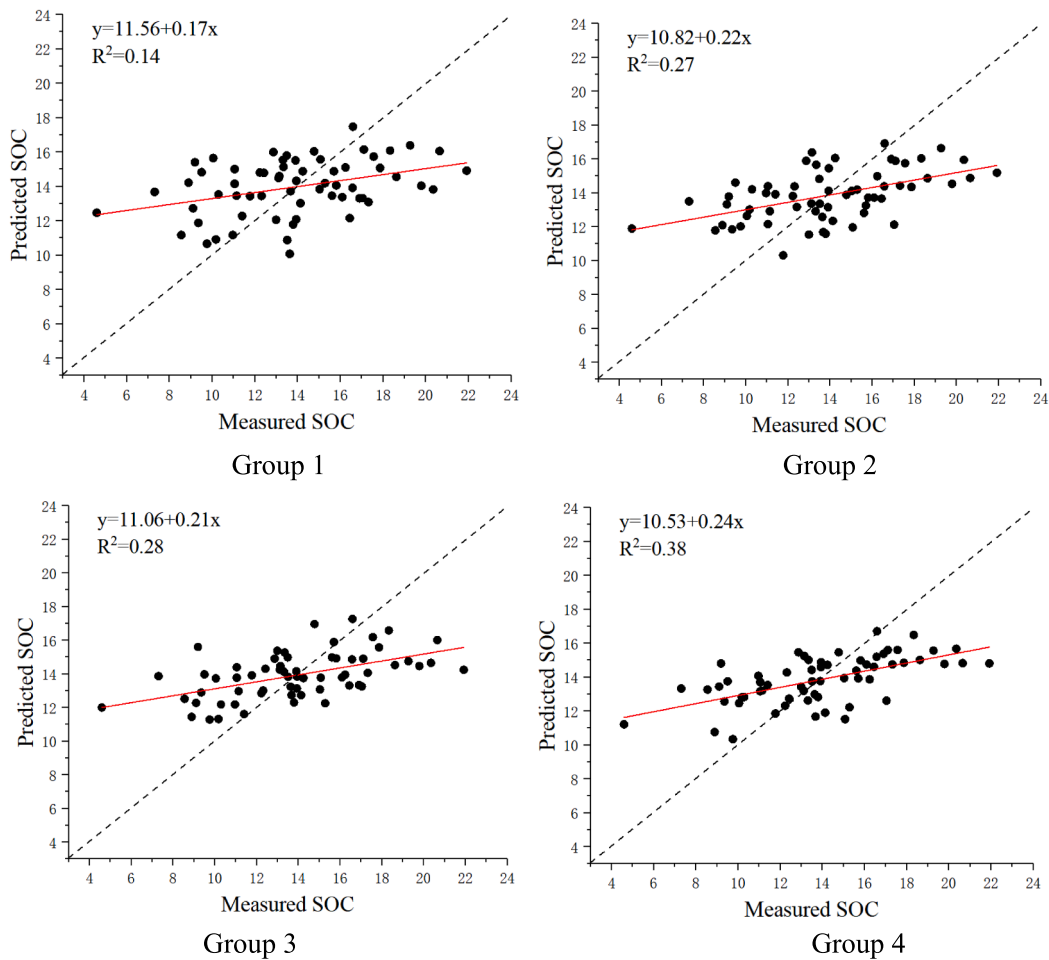 y=11.56+0.17x
R²=0.14
24
22
20
18
16
14
12
10
8
6
4
Predicted SOC
4 6 8 10 12 14 16 18 20 22 24
Measured SOC
Group 1
y=10.82+0.22x
R²=0.27
24
22
20
18
16
14
12
10
8
6
4
Predicted SOC
4 6 8 10 12 14 16 18 20 22 24
Measured SOC
Group 2
y=11.06+0.21x
R²=0.28
24
22
20
18
16
14
12
10
8
6
4
Predicted SOC
4 6 8 10 12 14 16 18 20 22 24
Measured SOC
Group 3
y=10.53+0.24x
R²=0.38
24
22
20
18
16
14
12
10
8
6
4
Predicted SOC
4 6 8 10 12 14 16 18 20 22 24
Measured SOC
Group 4